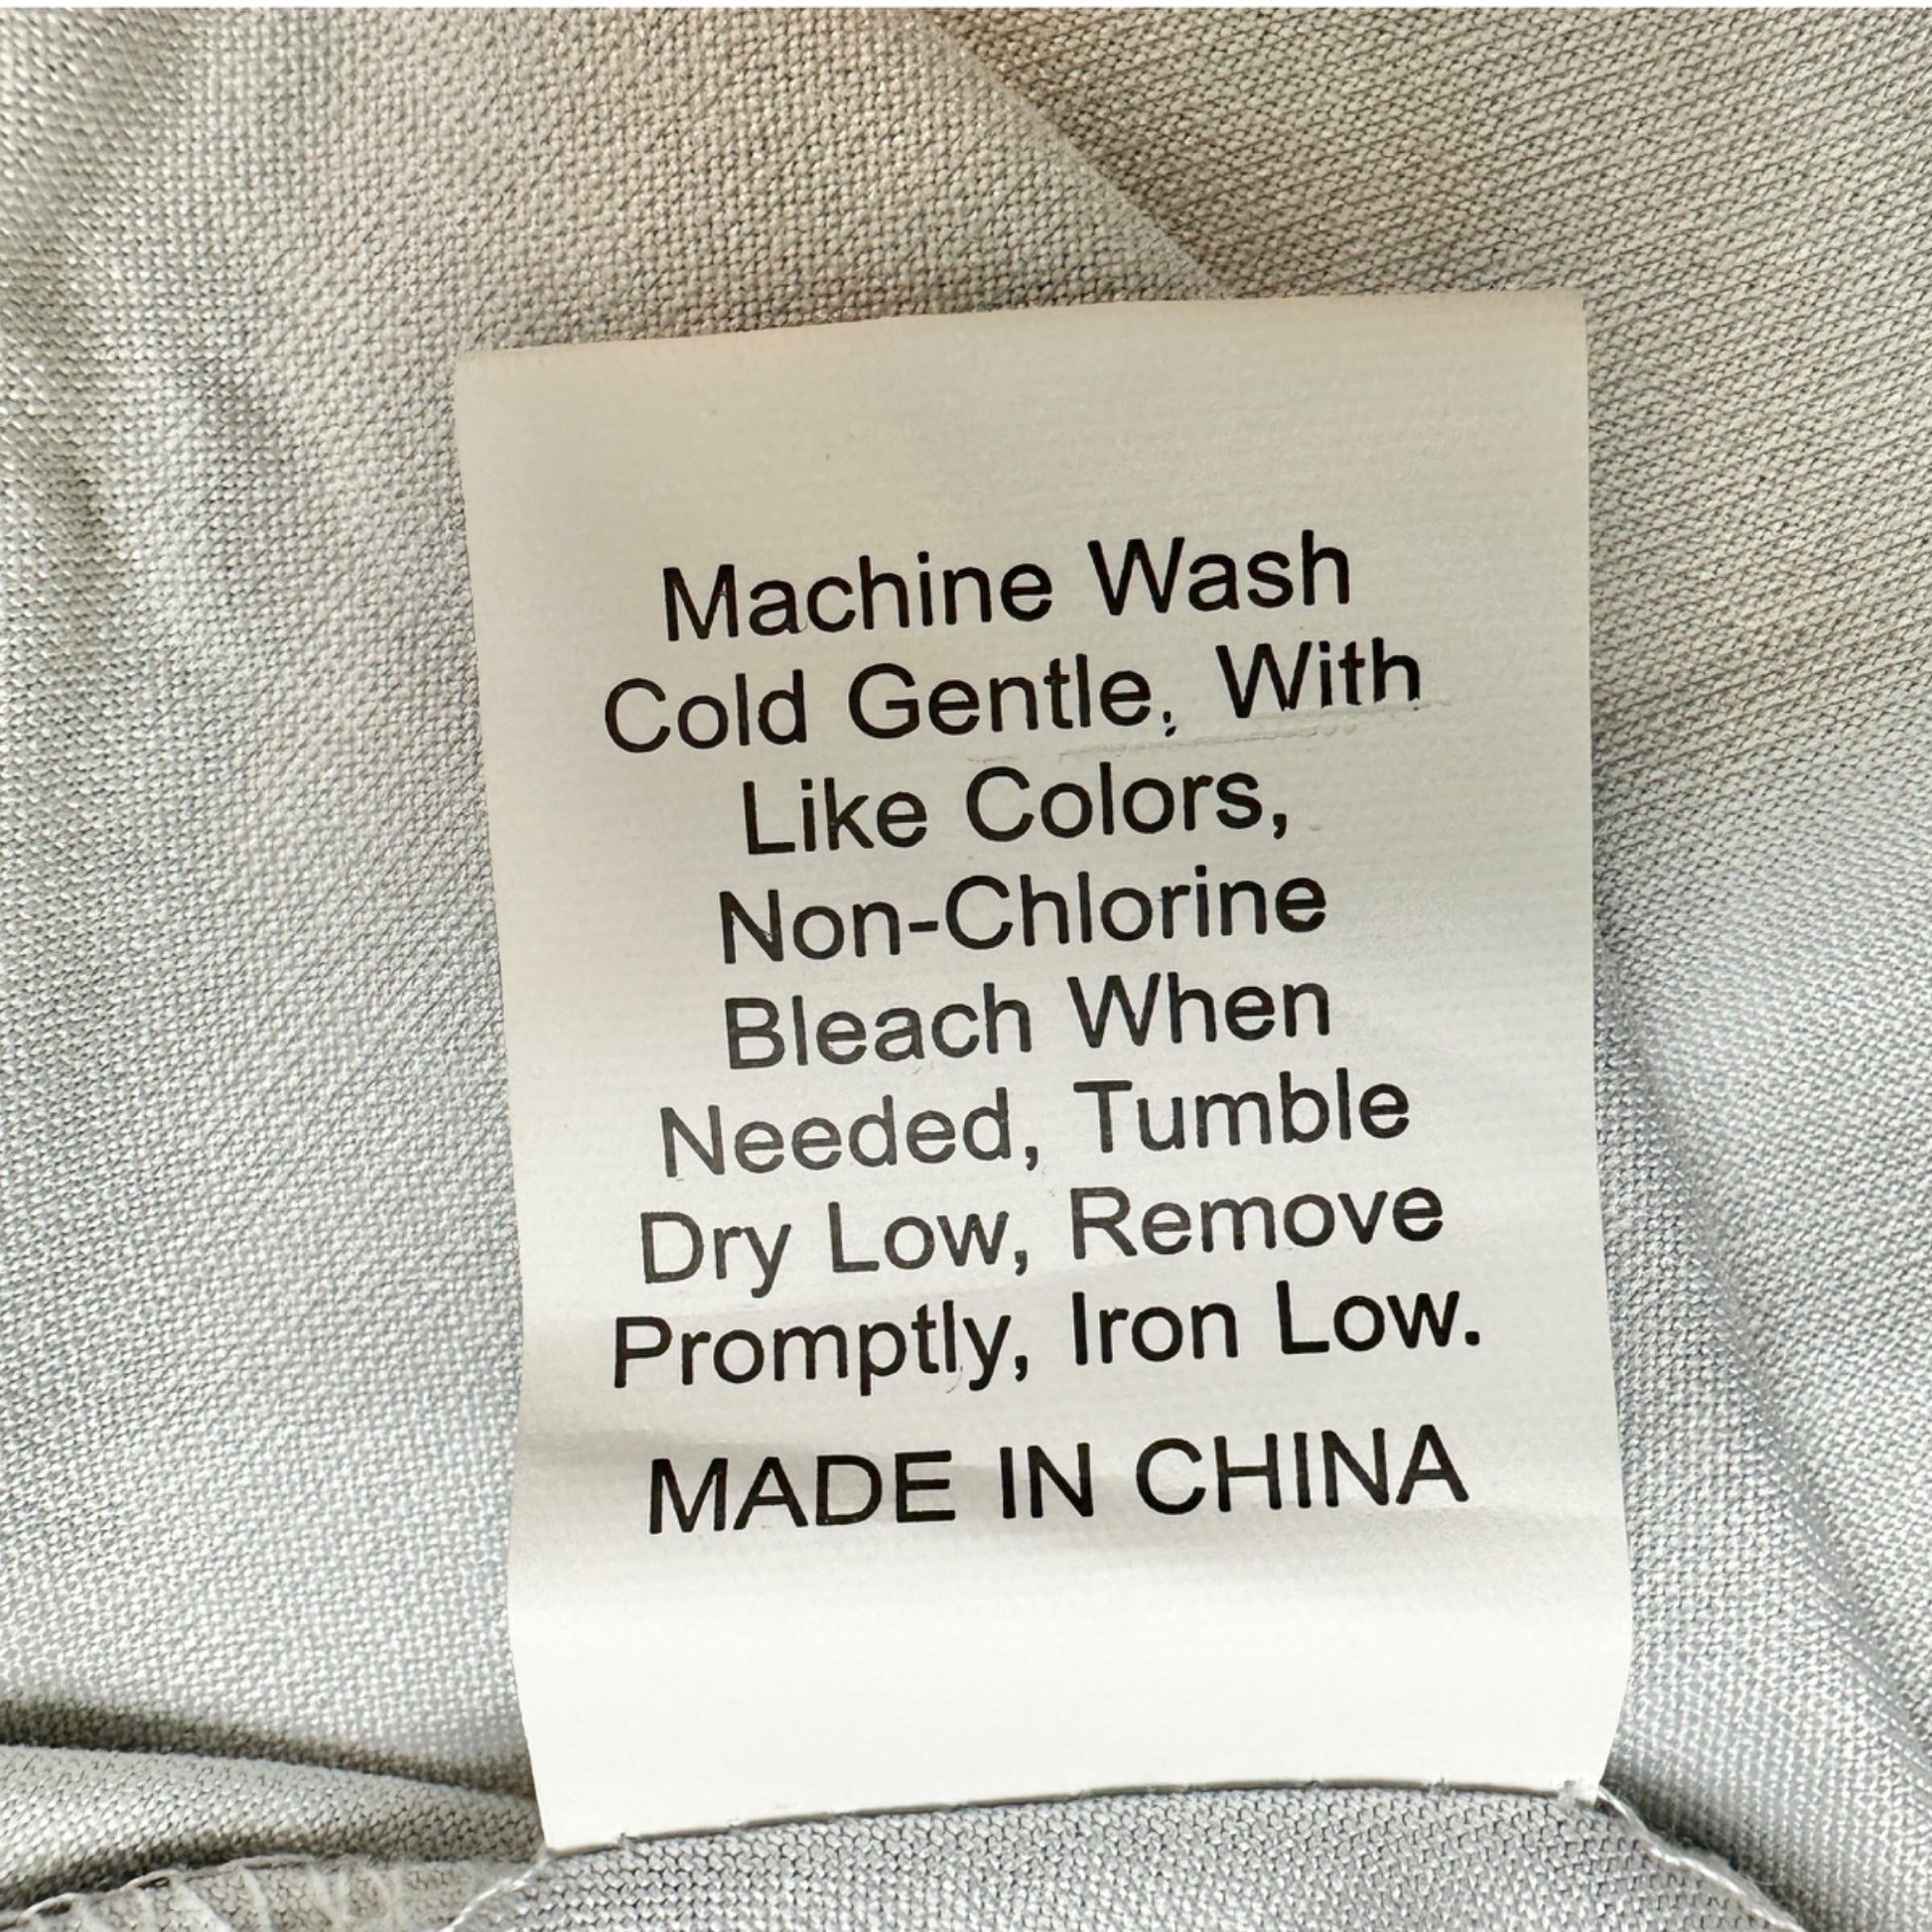 Machine Wash
Cold Gentle, With
Like Colors,
Non-Chlorine
Bleach When
Needed, Tumble
Dry Low, Remove
Promptly, Iron Low.
MADE IN CHINA